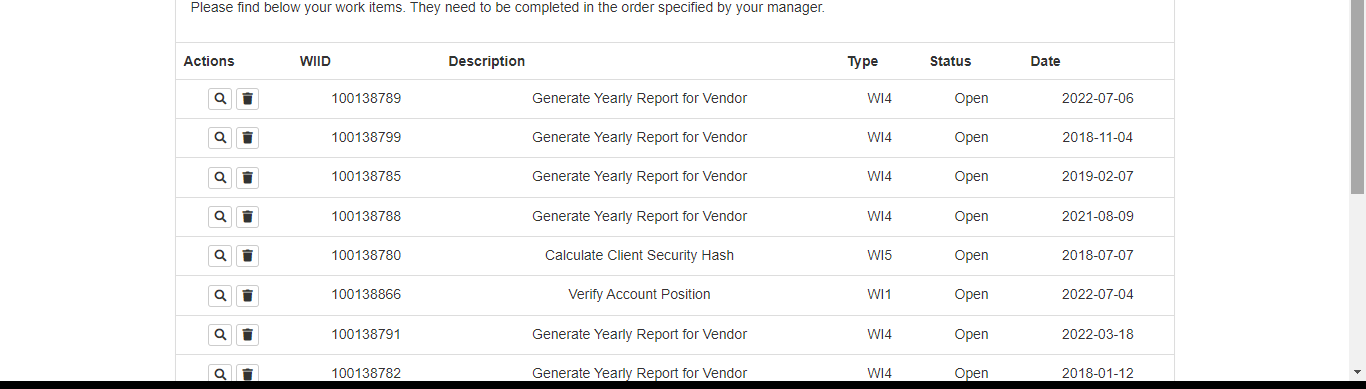 Please find below your work items. They need to be completed in the order specified by your manager.
Actions WIID Description Type Status Date
100138789 Generate Yearly Report for Vendor WI4 Open 2022-07-06
100138799 Generate Yearly Report for Vendor WI4 Open 2018-11-04
100138785 Generate Yearly Report for Vendor WI4 Open 2019-02-07
100138788 Generate Yearly Report for Vendor WI4 Open 2021-08-09
100138780 Calculate Client Security Hash WI5 Open 2018-07-07
100138866 Verify Account Position WI1 Open 2022-07-04
100138791 Generate Yearly Report for Vendor WI4 Open 2022-03-18
100138782 Generate Yearly Report for Vendor WI4 Open 2018-01-12